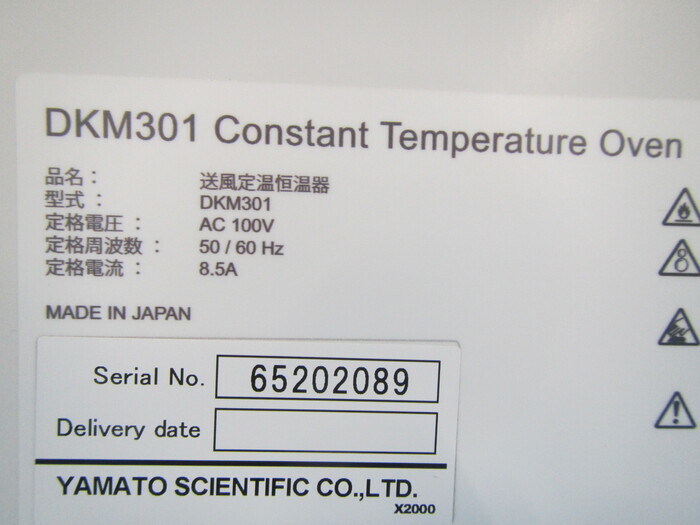 DKM301 Constant Temperature Oven
品名： 送風定温恒温器
型式： DKM301
定格電圧： AC 100V
定格周波数： 50 / 60 Hz
定格電流： 8.5A
MADE IN JAPAN
Serial No. 65202089
Delivery date
YAMATO SCIENTIFIC CO.,LTD.
X2000